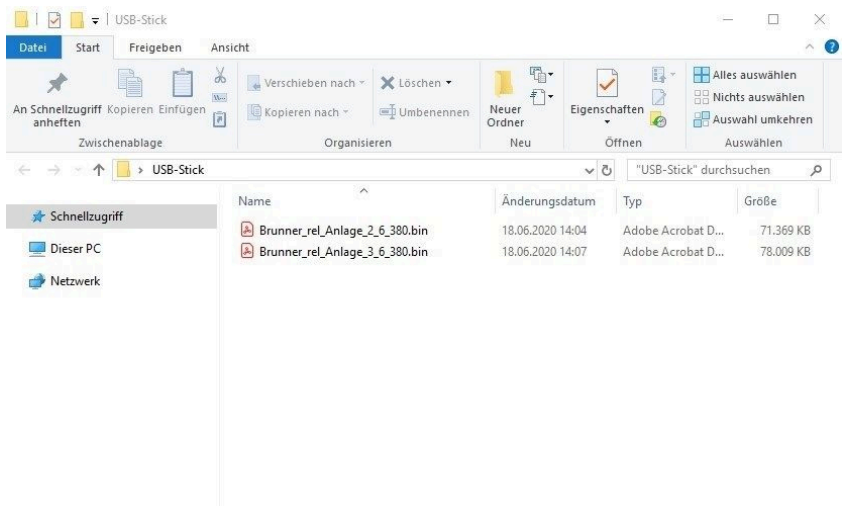 USB-Stick
Datei Start Freigeben Ansicht
An Schnellzugriff anheften
Kopieren
Einfügen
Zwischenablage
Verschieben nach
Kopieren nach
Löschen
Umbenennen
Organisieren
Neuer Ordner
Neu
Eigenschaften
Öffnen
Alles auswählen
Nichts auswählen
Auswahl umkehren
Auswählen
USB-Stick
"USB-Stick" durchsuchen
Schnellzugriff
Dieser PC
Netzwerk
Name Änderungsdatum Typ Größe
Brunner_rel_Anlage_2_6_380.bin 18.06.2020 14:04 Adobe Acrobat D... 71.369 KB
Brunner_rel_Anlage_3_6_380.bin 18.06.2020 14:07 Adobe Acrobat D... 78.009 KB